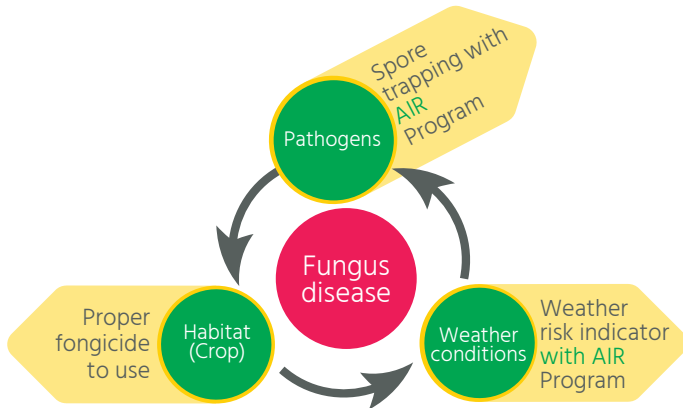 Spore
trapping with
AIR
Program
Pathogens
Fungus
disease
Proper
fongicide
to use
Habitat
(Crop)
Weather
conditions
Weather
risk indicator
with AIR
Program